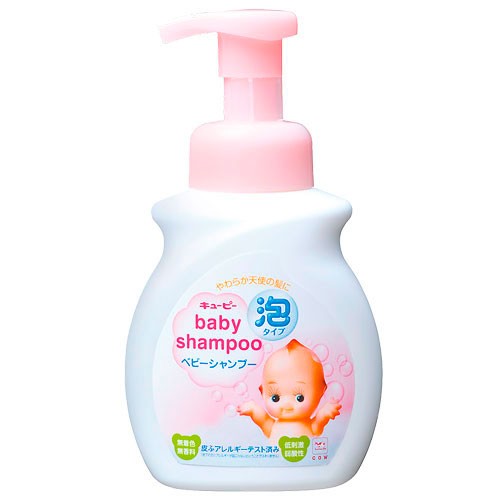 やわらか天使の髪に
キューピー
baby
shampoo
ベビーシャンプー
泡
タイプ
無着色
無香料
皮ふアレルギーテスト済み
低刺激
弱酸性
COW